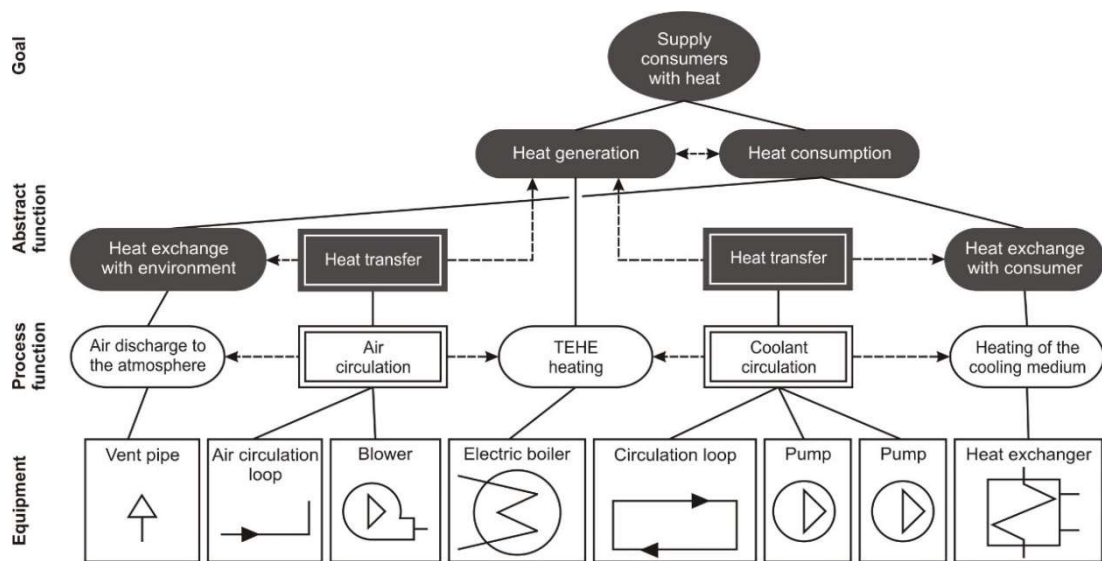 Goal
Supply
consumers
with heat
Abstract
function
Heat generation
Heat consumption
Heat exchange
with environment
Heat transfer
Heat transfer
Heat exchange
with consumer
Process
function
Air discharge to
the atmosphere
Air
circulation
TEHE
heating
Coolant
circulation
Heating of the
cooling medium
Equipment
Vent pipe
Air circulation
loop
Blower
Electric boiler
Circulation loop
Pump
Pump
Heat exchanger